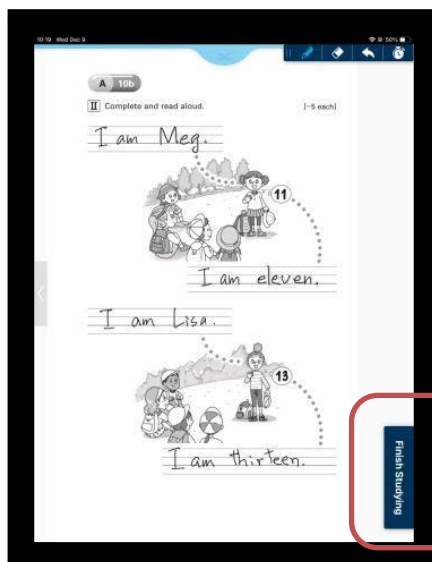 10:19 Wed Dec 9
50%
A 10b
II Complete and read aloud.
[-5 each]
I am Meg.
11
I am eleven.
I am Lisa.
13
I am thirteen.
Finish Studying